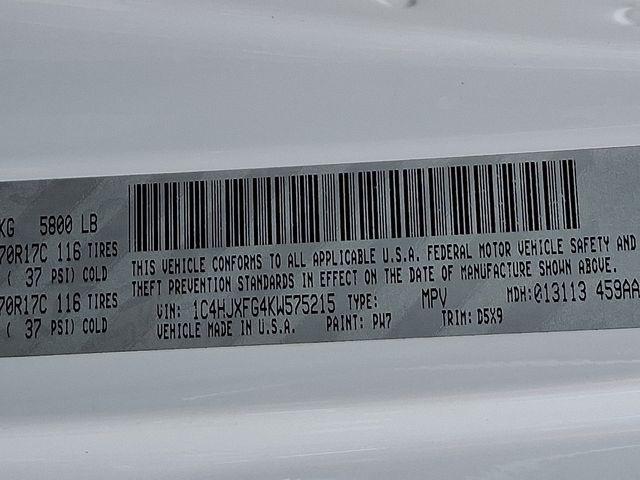 KG 5800 LB
70R17C 116 TIRES
( 37 PSI) COLD
70R17C 116 TIRES
( 37 PSI) COLD
THIS VEHICLE CONFORMS TO ALL APPLICABLE U.S.A. FEDERAL MOTOR VEHICLE SAFETY AND
THEFT PREVENTION STANDARDS IN EFFECT ON THE DATE OF MANUFACTURE SHOWN ABOVE.
VIN: 1C4HJXFG4KW575215 TYPE: MPV MDH: 013113 459AA
VEHICLE MADE IN U.S.A. PAINT: PW7 TRIM: D5X9